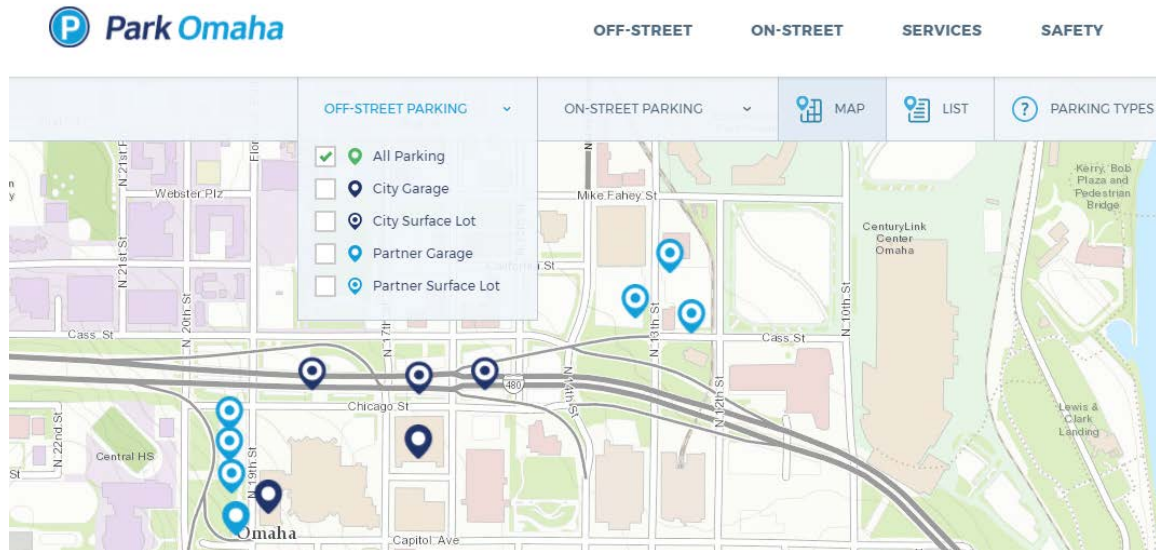 Park Omaha
OFF-STREET ON-STREET SERVICES SAFETY
OFF-STREET PARKING ON-STREET PARKING MAP LIST ? PARKING TYPES
All Parking
City Garage
City Surface Lot
Partner Garage
Partner Surface Lot
N 21st St
N 21st St
Webster Plz
Mike Fahey St
Kerry, Bob
Plaza and
Pedestrian
Bridge
CenturyLink
Center
Omaha
N 20th St
N 17th St
N 13th St
N 10th St
Cass St
Cass St
480
N 14th St
N 12th St
Chicago St
Lewis &
Clark
Landing
N 22nd St
Central HS
St
N 19th St
Omaha
Capitol Ave